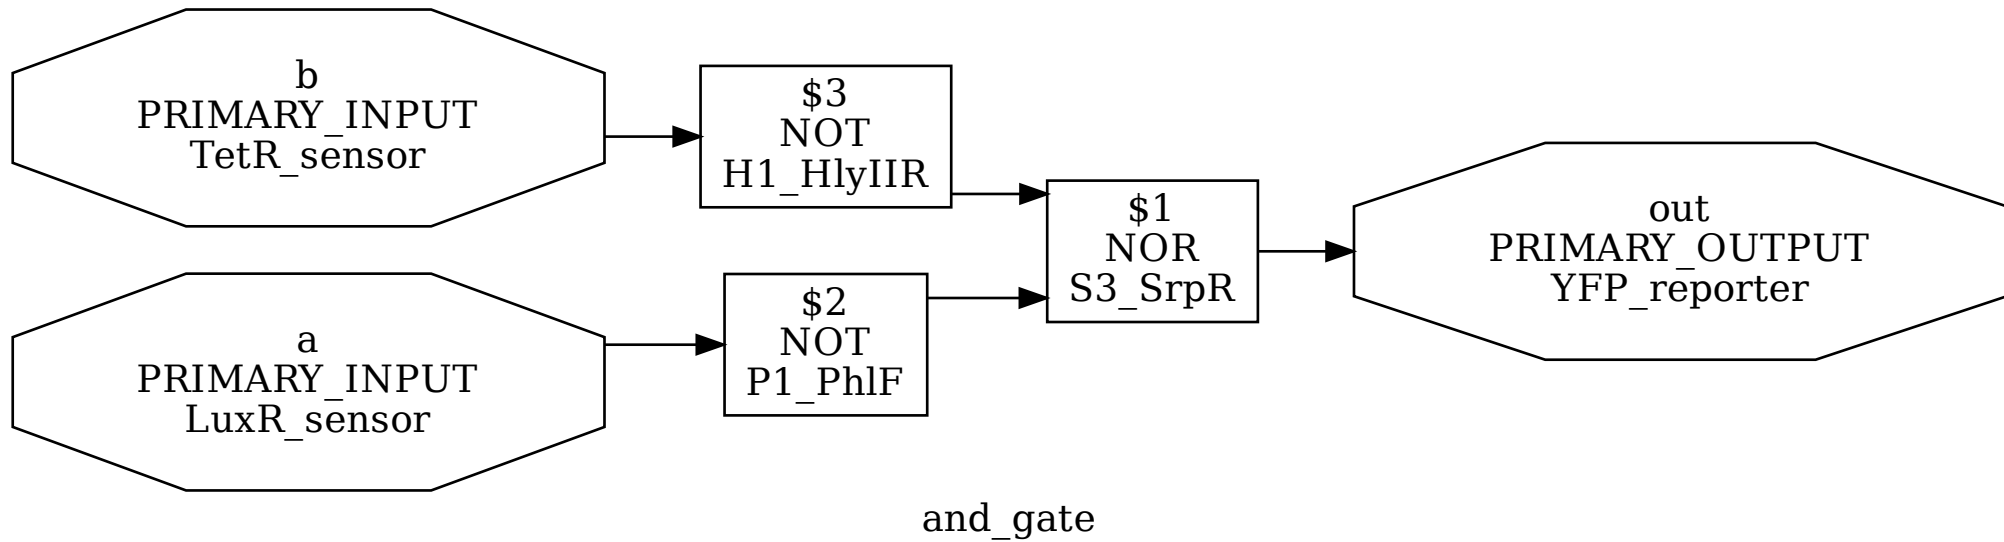 b
PRIMARY_INPUT
TetR_sensor
$3
NOT
H1_HlyIIR
a
PRIMARY_INPUT
LuxR_sensor
$2
NOT
P1_PhlF
$1
NOR
S3_SrpR
out
PRIMARY_OUTPUT
YFP_reporter
and_gate